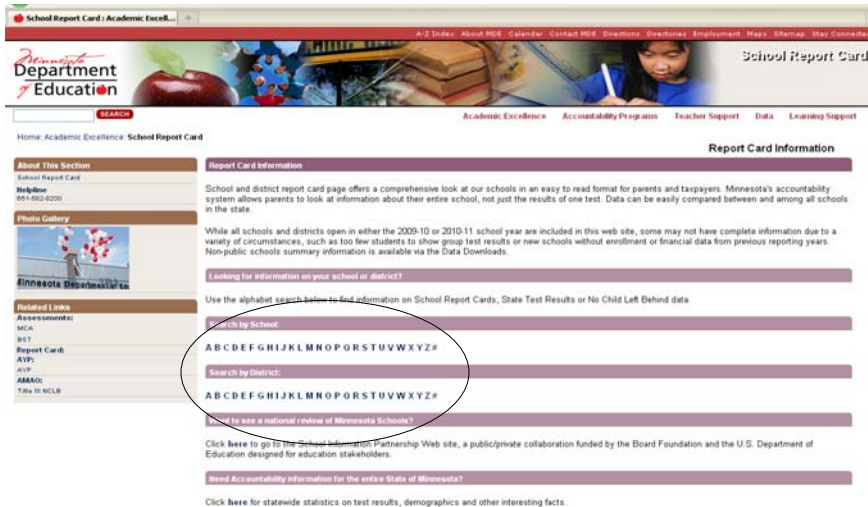 School Report Card : Academic Excell...
A-Z Index About MDE Calendar Contact MDE Directions Directories Employment Maps Sitemap Stay Connected
School Report Card
Minnesota
Department
of Education
SEARCH
Academic Excellence Accountability Programs Teacher Support Data Learning Support
Home: Academic Excellence: School Report Card
Report Card Information
About This Section
School Report Card
Helpline
651-582-8200
Photo Gallery
Related Links
Assessments:
MCA
BST
Report Card:
AYP:
AYP
AMAO:
Title III NCLB
Report Card Information
School and district report card page offers a comprehensive look at our schools in an easy to read format for parents and taxpayers. Minnesota's accountability
system allows parents to look at information about their entire school, not just the results of one test. Data can be easily compared between and among all schools
in the state.
While all schools and districts open in either the 2009-10 or 2010-11 school year are included in this web site, some may not have complete information due to a
variety of circumstances, such as too few students to show group test results or new schools without enrollment or financial data from previous reporting years.
Non-public schools summary information is available via the Data Downloads.
Looking for information on your school or district?
Use the alphabet search below to find information on School Report Cards, State Test Results or No Child Left Behind data.
Search by School:
A B C D E F G H I J K L M N O P Q R S T U V W X Y Z #
Search by District:
A B C D E F G H I J K L M N O P Q R S T U V W X Y Z #
Want to see a national review of Minnesota Schools?
Click here to go to the School Information Partnership Web site, a public/private collaboration funded by the Board Foundation and the U.S. Department of
Education designed for education stakeholders.
Need Accountability information for the entire State of Minnesota?
Click here for statewide statistics on test results, demographics and other interesting facts.